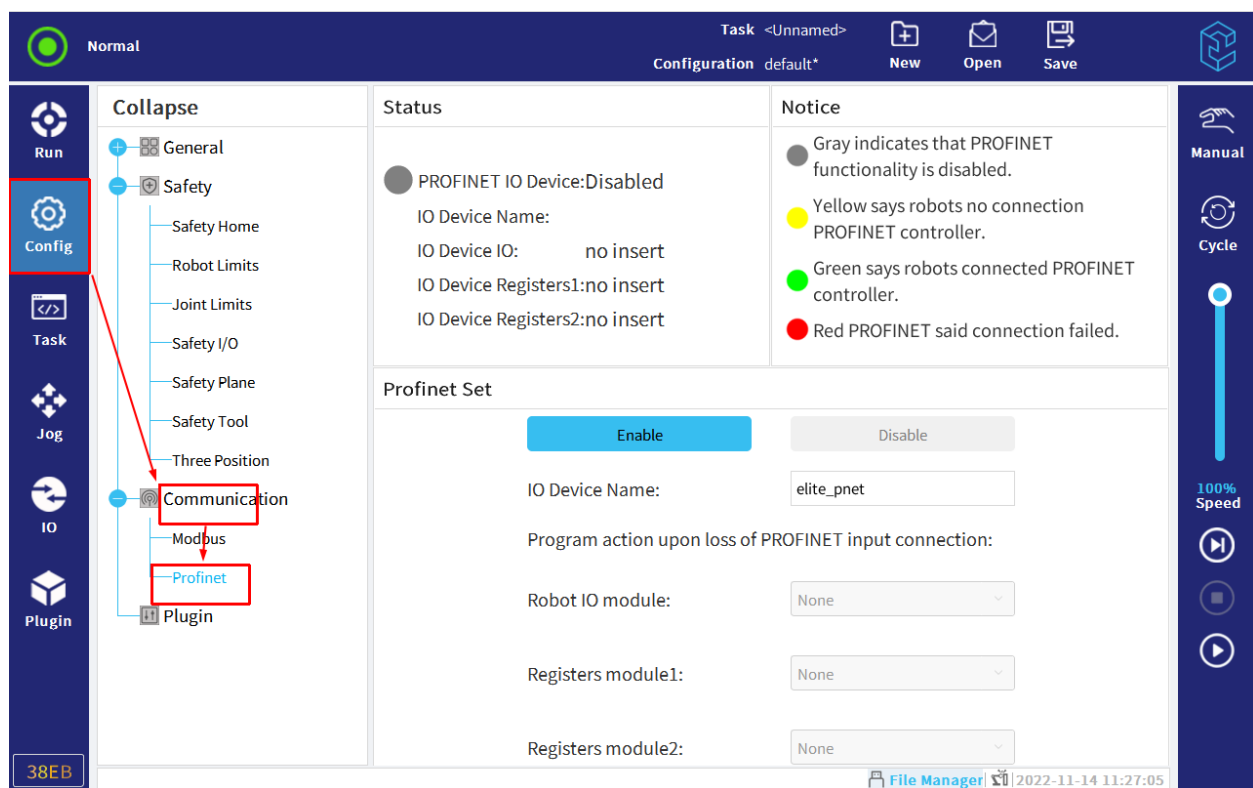 Normal
Task <Unnamed>
Configuration default*
New
Open
Save
Run
Config
Task
Jog
IO
Plugin
38EB
Collapse
General
Safety
Safety Home
Robot Limits
Joint Limits
Safety I/O
Safety Plane
Safety Tool
Three Position
Communication
Modbus
Profinet
Plugin
Status
PROFINET IO Device:Disabled
IO Device Name:
IO Device IO: no insert
IO Device Registers1:no insert
IO Device Registers2:no insert
Notice
Gray indicates that PROFINET
functionality is disabled.
Yellow says robots no connection
PROFINET controller.
Green says robots connected PROFINET
controller.
Red PROFINET said connection failed.
Profinet Set
Enable
Disable
IO Device Name: elite_pnet
Program action upon loss of PROFINET input connection:
Robot IO module: None
Registers module1: None
Registers module2: None
File Manager
2022-11-14 11:27:05
Manual
Cycle
100%
Speed